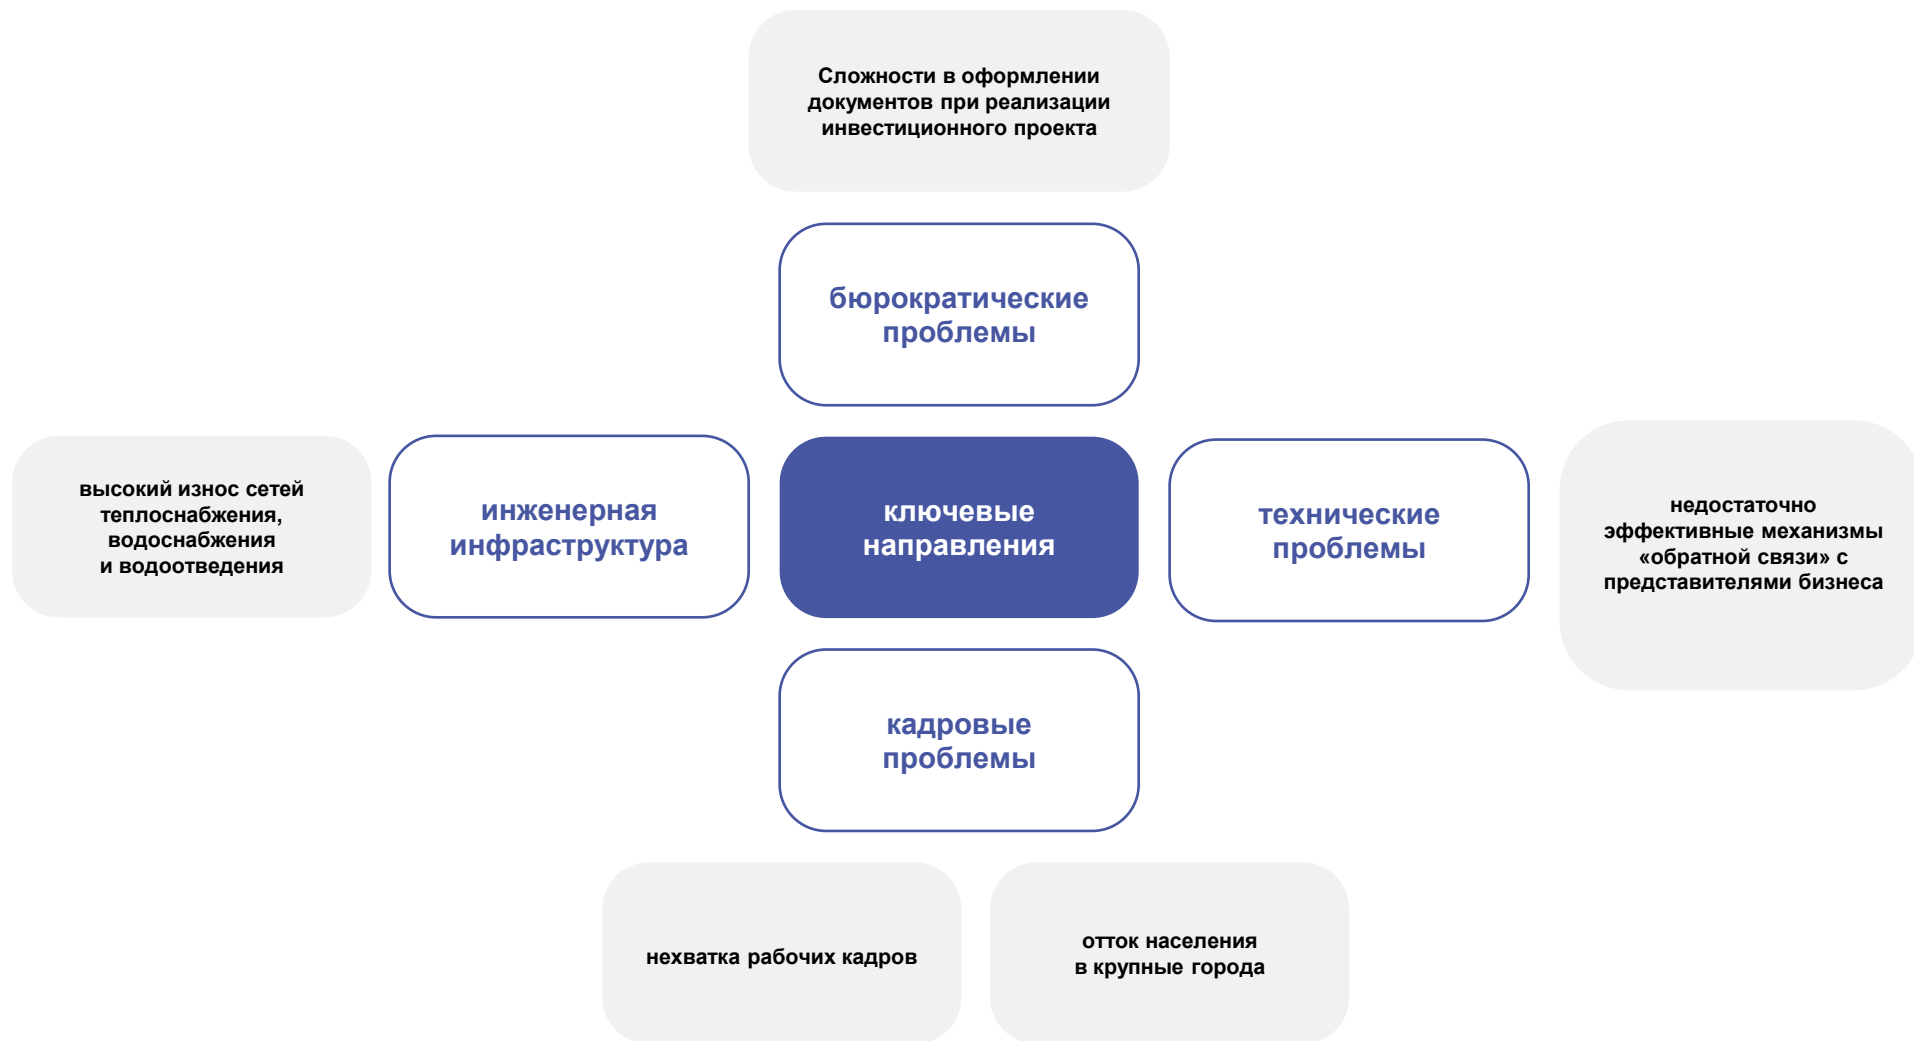 Сложности в оформлении
документов при реализации
инвестиционного проекта
бюрократические
проблемы
высокий износ сетей
теплоснабжения,
водоснабжения
и водоотведения
инженерная
инфраструктура
ключевые
направления
технические
проблемы
недостаточно
эффективные механизмы
«обратной связи» с
представителями бизнеса
кадровые
проблемы
нехватка рабочих кадров
отток населения
в крупные города